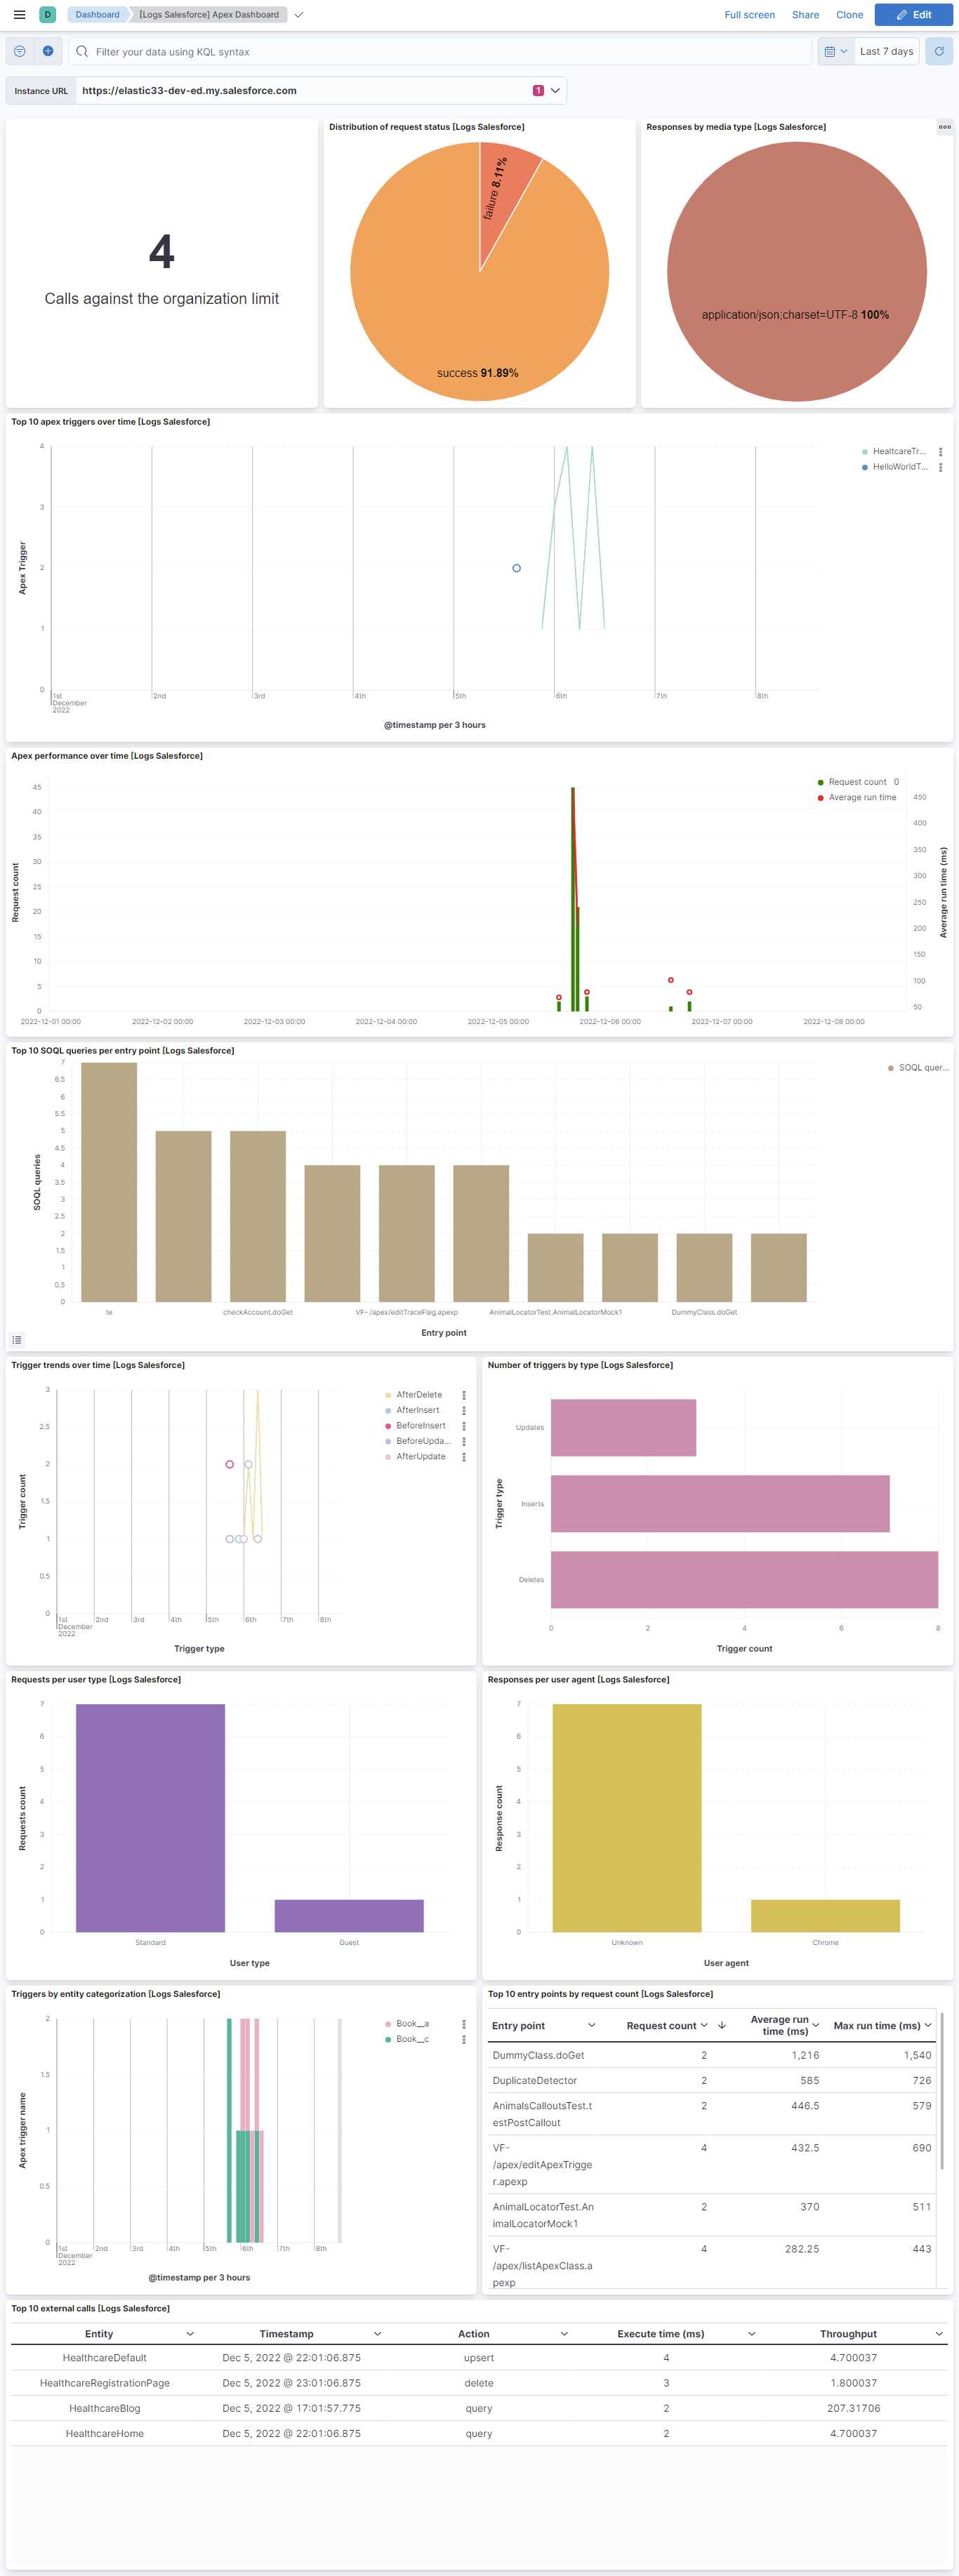 D Dashboard [Logs Salesforce] Apex Dashboard Full screen Share Clone Edit
Filter your data using KQL syntax Last 7 days
Instance URL https://elastic33-dev-ed.my.salesforce.com 1
Distribution of request status [Logs Salesforce]
Responses by media type [Logs Salesforce]
4
Calls against the organization limit
failure 8.11%
success 91.89%
application/json;charset=UTF-8 100%
Top 10 apex triggers over time [Logs Salesforce]
Apex Trigger
4
3
2
1
0
1st 2nd 3rd 4th 5th 6th 7th 8th
December
2022
@timestamp per 3 hours
HealtcareTr...
HelloWorldT...
Apex performance over time [Logs Salesforce]
Request count
45
40
35
30
25
20
15
10
5
0
Request count 0
Average run time
450
400
350
300
250
200
150
100
50
Average run time (ms)
2022-12-01 00:00 2022-12-02 00:00 2022-12-03 00:00 2022-12-04 00:00 2022-12-05 00:00 2022-12-06 00:00 2022-12-07 00:00 2022-12-08 00:00
Top 10 SOQL queries per entry point [Logs Salesforce]
SOQL queries
7
6.5
6
5.5
5
4.5
4
3.5
3
2.5
2
1.5
1
0.5
0
te checkAccount.doGet VF- /apex/editTraceFlag.apexp AnimalLocatorTest.AnimalLocatorMock1 DummyClass.doGet
Entry point
SOQL quer...
Trigger trends over time [Logs Salesforce]
Trigger count
3
2.5
2
1.5
1
0.5
0
1st 2nd 3rd 4th 5th 6th 7th 8th
December
2022
Trigger type
AfterDelete
AfterInsert
BeforeInsert
BeforeUpda...
AfterUpdate
Number of triggers by type [Logs Salesforce]
Trigger type
Updates
Inserts
Deletes
0 2 4 6 8
Trigger count
Requests per user type [Logs Salesforce]
Requests count
7
6
5
4
3
2
1
0
Standard Guest
User type
Responses per user agent [Logs Salesforce]
Response count
7
6
5
4
3
2
1
0
Unknown Chrome
User agent
Triggers by entity categorization [Logs Salesforce]
Apex trigger name
2
1.5
1
0.5
0
1st 2nd 3rd 4th 5th 6th 7th 8th
December
2022
@timestamp per 3 hours
Book__a
Book__c
Top 10 entry points by request count [Logs Salesforce]
Entry point Request count Average run time (ms) Max run time (ms)
DummyClass.doGet 2 1,216 1,540
DuplicateDetector 2 585 726
AnimalsCalloutsTest.t 2 446.5 579
estPostCallout
VF- 4 432.5 690
/apex/editApexTrigge
r.apexp
AnimalLocatorTest.An 2 370 511
imalLocatorMock1
VF- 4 282.25 443
/apex/listApexClass.a
pexp
Top 10 external calls [Logs Salesforce]
Entity Timestamp Action Execute time (ms) Throughput
HealthcareDefault Dec 5, 2022 @ 22:01:06.875 upsert 4 4.700037
HealthcareRegistrationPage Dec 5, 2022 @ 23:01:06.875 delete 3 1.800037
HealthcareBlog Dec 5, 2022 @ 17:01:57.775 query 2 207.31706
HealthcareHome Dec 5, 2022 @ 22:01:06.875 query 2 4.700037